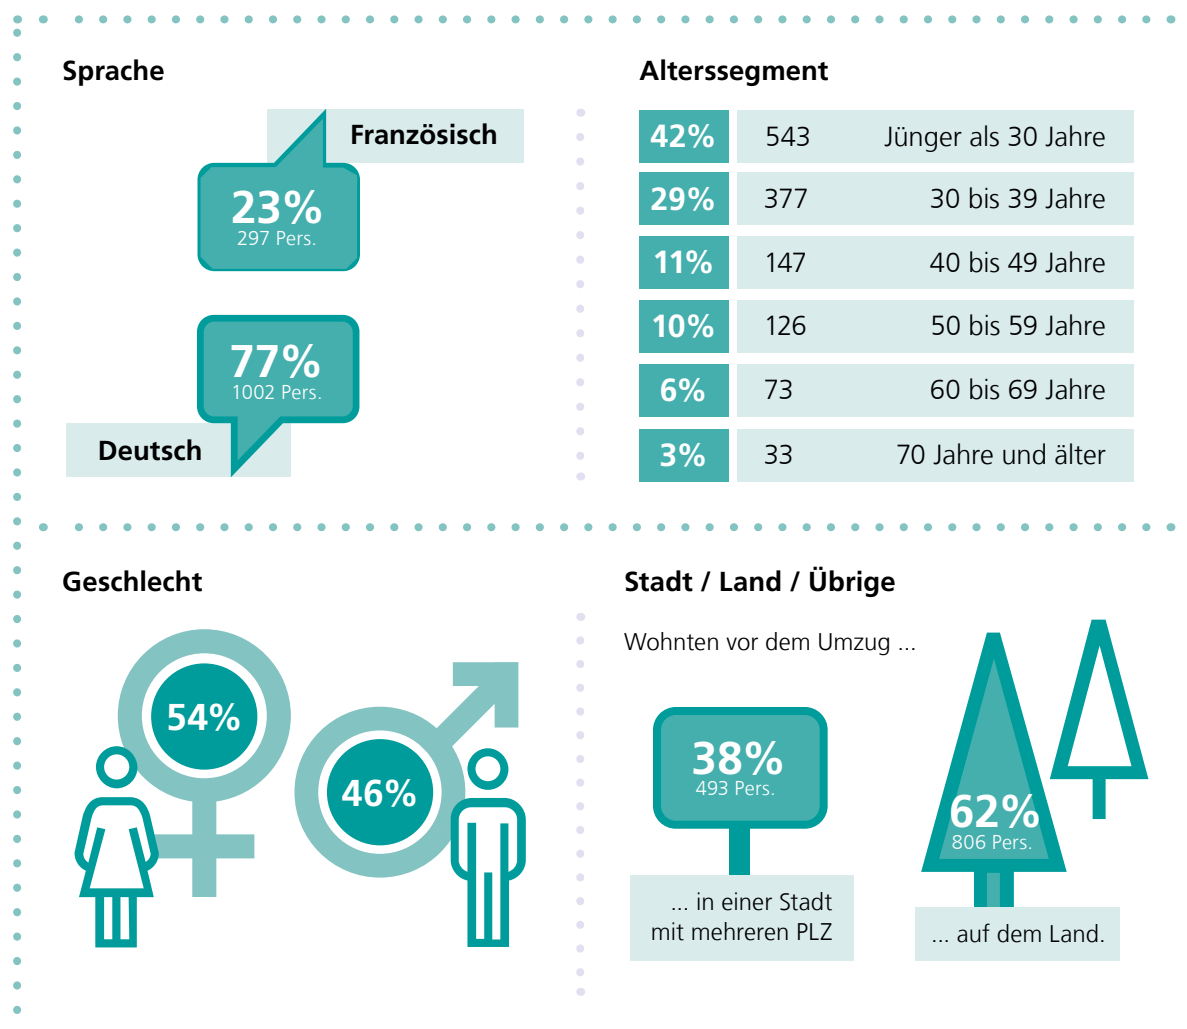 Sprache
Französisch
23%
297 Pers.
77%
1002 Pers.
Deutsch
Alterssegment
42% 543 Jünger als 30 Jahre
29% 377 30 bis 39 Jahre
11% 147 40 bis 49 Jahre
10% 126 50 bis 59 Jahre
6% 73 60 bis 69 Jahre
3% 33 70 Jahre und älter
Geschlecht
54%
46%
Stadt / Land / Übrige
Wohnten vor dem Umzug ...
38%
493 Pers.
... in einer Stadt
mit mehreren PLZ
62%
806 Pers.
... auf dem Land.